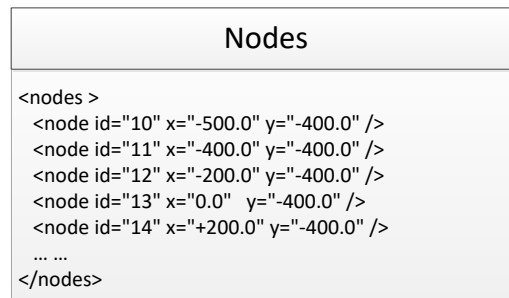 Nodes
<nodes >
<node id="10" x="-500.0" y="-400.0" />
<node id="11" x="-400.0" y="-400.0" />
<node id="12" x="-200.0" y="-400.0" />
<node id="13" x="0.0"   y="-400.0" />
<node id="14" x="+200.0" y="-400.0" />
... ...
</nodes>